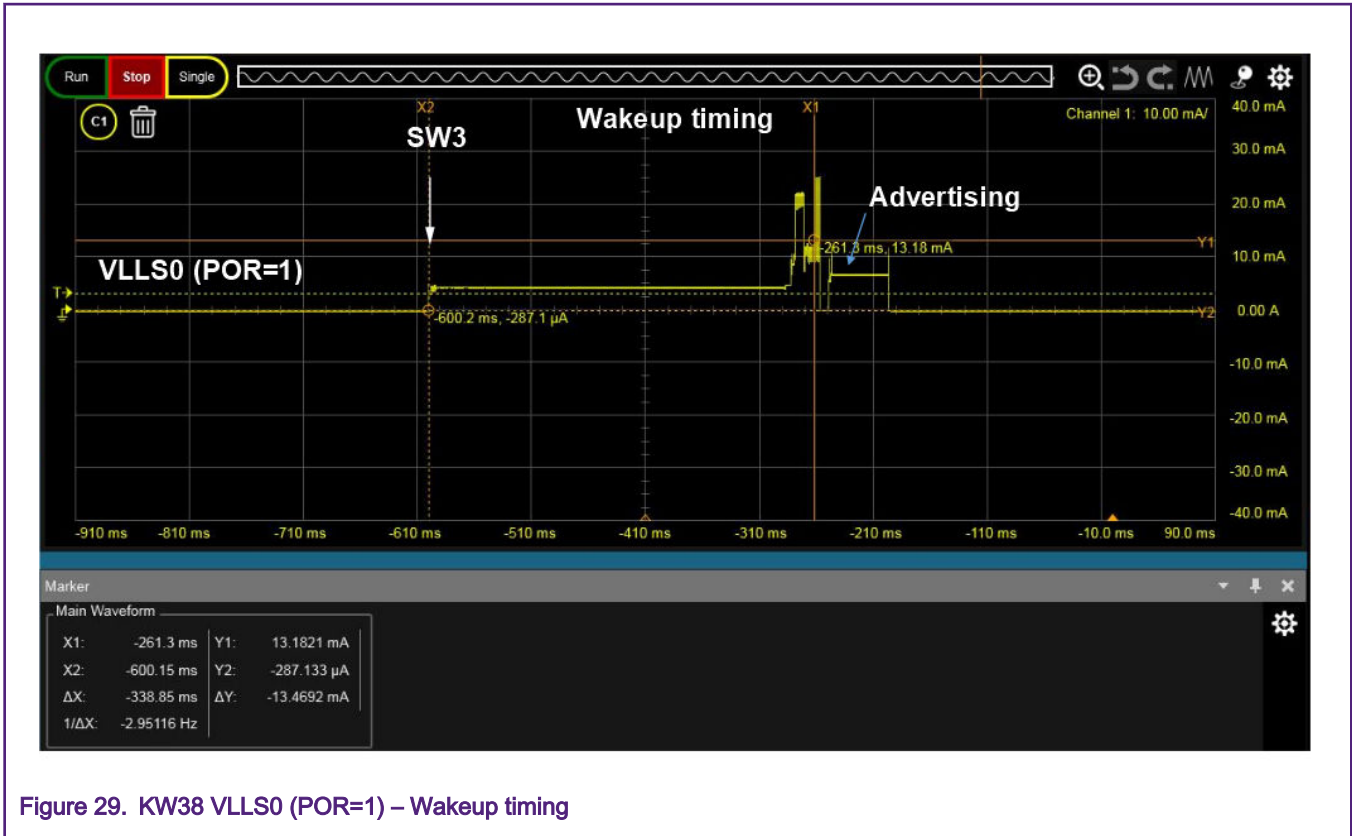 Run Stop Single
C1
X2
X1
Wakeup timing
Channel 1: 10.00 mA/
40.0 mA
SW3
30.0 mA
20.0 mA
Advertising
Y1
-261.3 ms, 13.18 mA
10.0 mA
VLLS0 (POR=1)
T
0.00 A
Y2
-600.2 ms, -287.1 µA
-10.0 mA
-20.0 mA
-30.0 mA
-40.0 mA
-910 ms -810 ms -710 ms -610 ms -510 ms -410 ms -310 ms -210 ms -110 ms -10.0 ms 90.0 ms
Marker
Main Waveform
X1: -261.3 ms Y1: 13.1821 mA
X2: -600.15 ms Y2: -287.133 µA
ΔX: -338.85 ms ΔY: -13.4692 mA
1/ΔX: -2.95116 Hz
Figure 29. KW38 VLLS0 (POR=1) – Wakeup timing